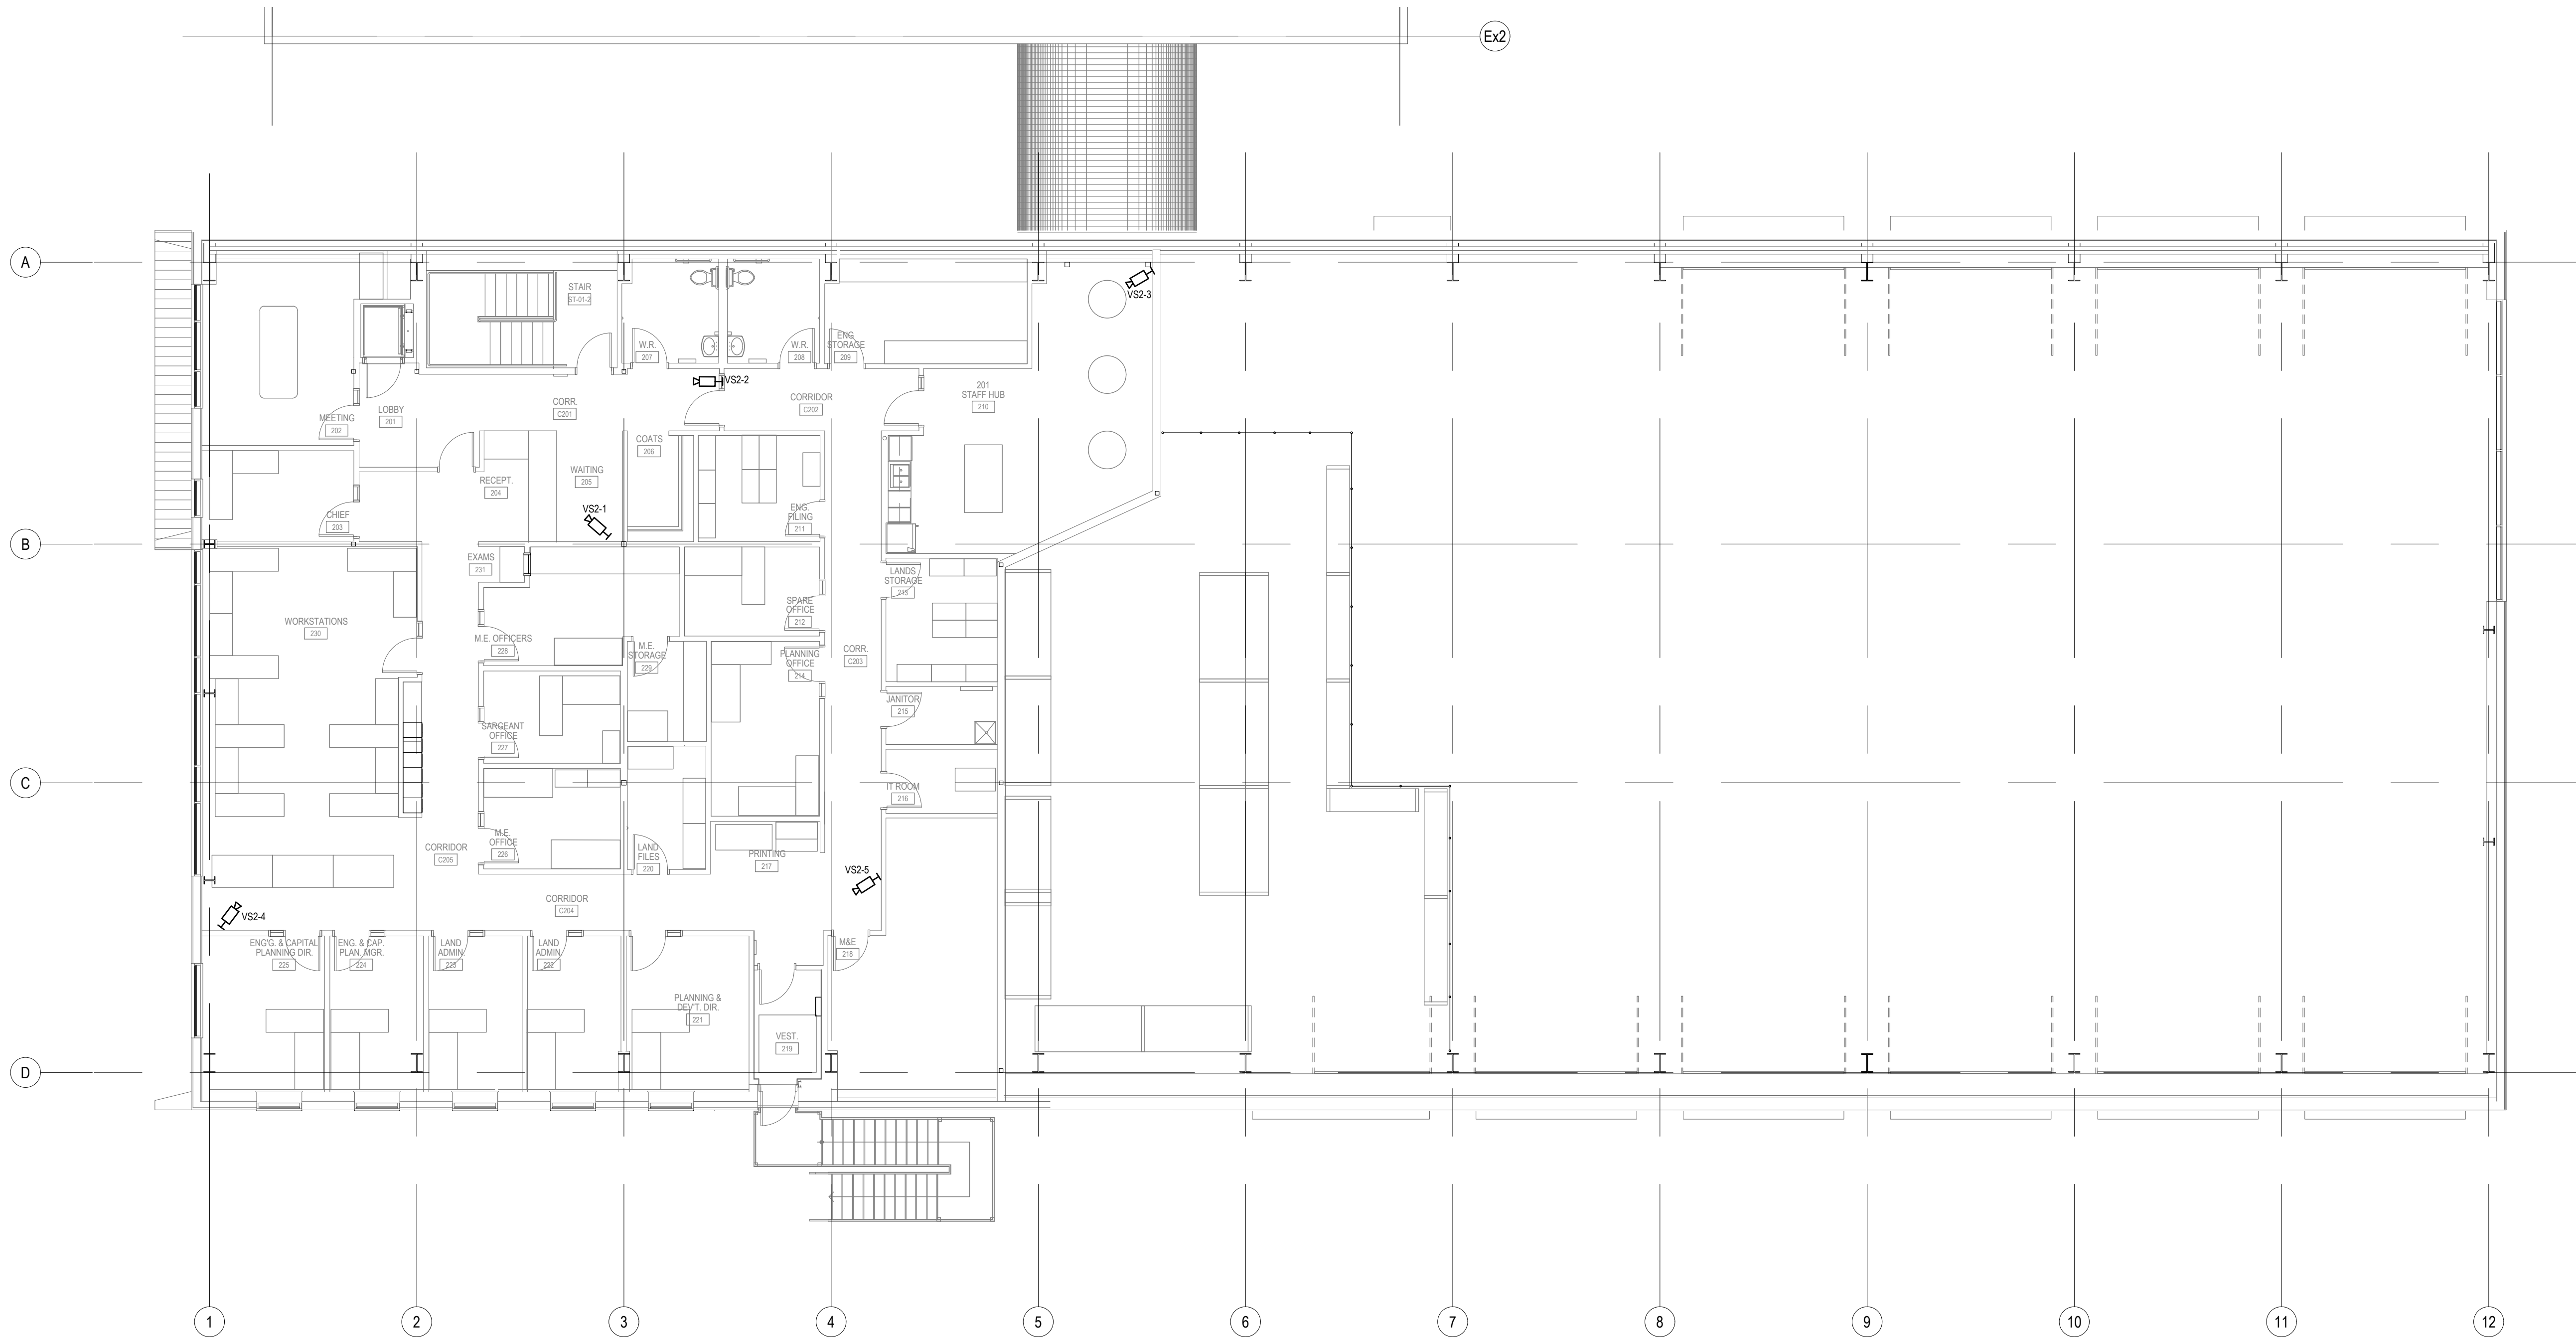 Ex2
A
STAIR
ST-01-2
VS2-3
W.R.
207
W.R.
208
ENG
STORAGE
209
VS2-2
201
STAFF HUB
210
MEETING
202
LOBBY
201
CORR.
C201
CORRIDOR
C202
COATS
206
RECEPT.
204
WAITING
205
CHIEF
203
VS2-1
ENG.
FILING
211
B
EXAMS
231
LANDS
STORAGE
213
WORKSTATIONS
230
SPARE
OFFICE
212
M.E. OFFICERS
228
M.E.
STORAGE
229
PLANNING
OFFICE
214
CORR.
C203
JANITOR
215
SARGEANT
OFFICE
227
C
IT ROOM
216
M.E.
OFFICE
226
CORRIDOR
C205
LAND
FILES
220
PRINTING
217
VS2-5
VS2-4
CORRIDOR
C204
ENG'G. & CAPITAL
PLANNING DIR.
225
ENG. & CAP.
PLAN. MGR.
224
LAND
ADMIN.
223
LAND
ADMIN.
222
M&E
218
PLANNING &
DEV'T. DIR.
221
VEST.
219
D
1
2
3
4
5
6
7
8
9
10
11
12